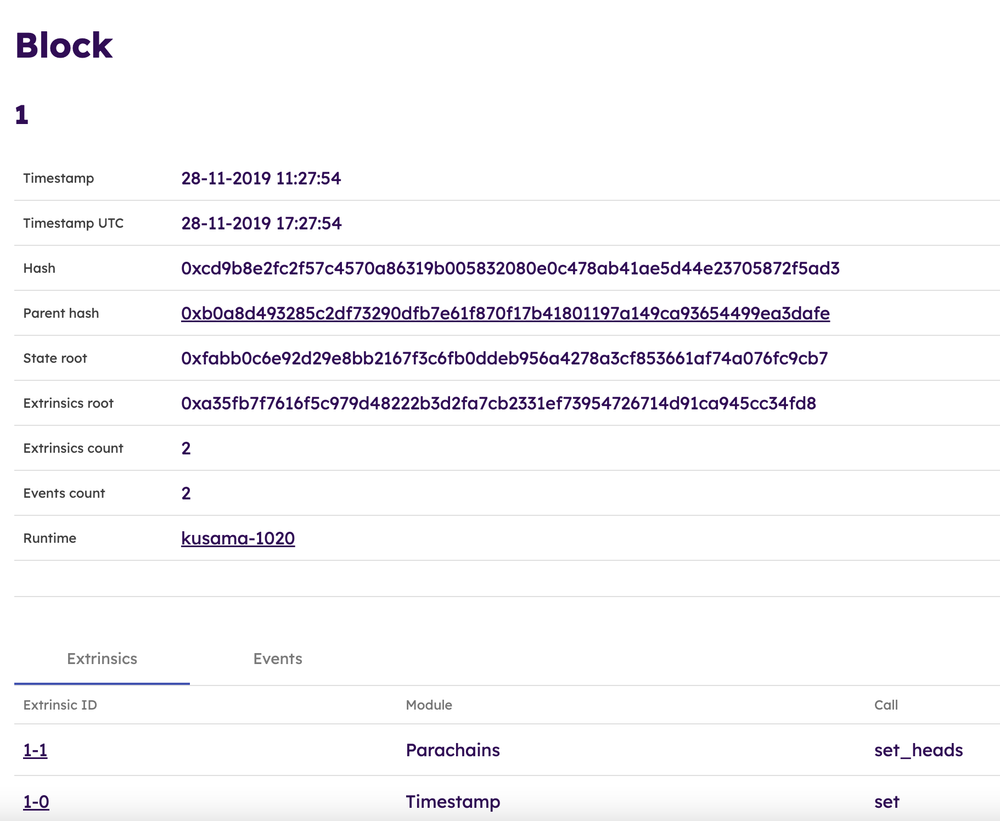 Block
1
Timestamp 28-11-2019 11:27:54
Timestamp UTC 28-11-2019 17:27:54
Hash 0xcd9b8e2fc2f57c4570a86319b005832080e0c478ab41ae5d44e23705872f5ad3
Parent hash 0xb0a8d493285c2df73290dfb7e61f870f17b41801197a149ca93654499ea3dafe
State root 0xfabb0c6e92d29e8bb2167f3c6fb0ddeb956a4278a3cf853661af74a076fc9cb7
Extrinsics root 0xa35fb7f7616f5c979d48222b3d2fa7cb2331ef73954726714d91ca945cc34fd8
Extrinsics count 2
Events count 2
Runtime kusama-1020
Extrinsics Events
Extrinsic ID Module Call
1-1 Parachains set_heads
1-0 Timestamp set